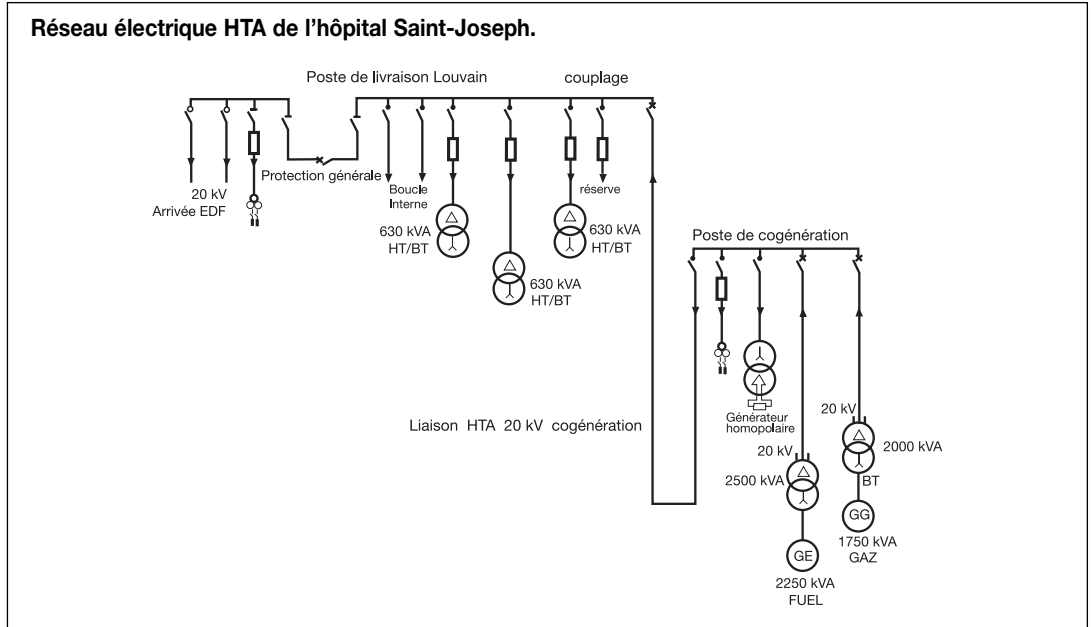 Réseau électrique HTA de l'hôpital Saint-Joseph.
Poste de livraison Louvain
couplage
Protection générale
20 kV
Arrivée EDF
Boucle
Interne
réserve
630 kVA
HT/BT
630 kVA
HT/BT
630 kVA
HT/BT
Poste de cogénération
Liaison HTA 20 kV cogénération
Générateur
homopolaire
20 kV
2000 kVA
20 kV
2500 kVA
BT
GG
1750 kVA
GAZ
GE
2250 kVA
FUEL